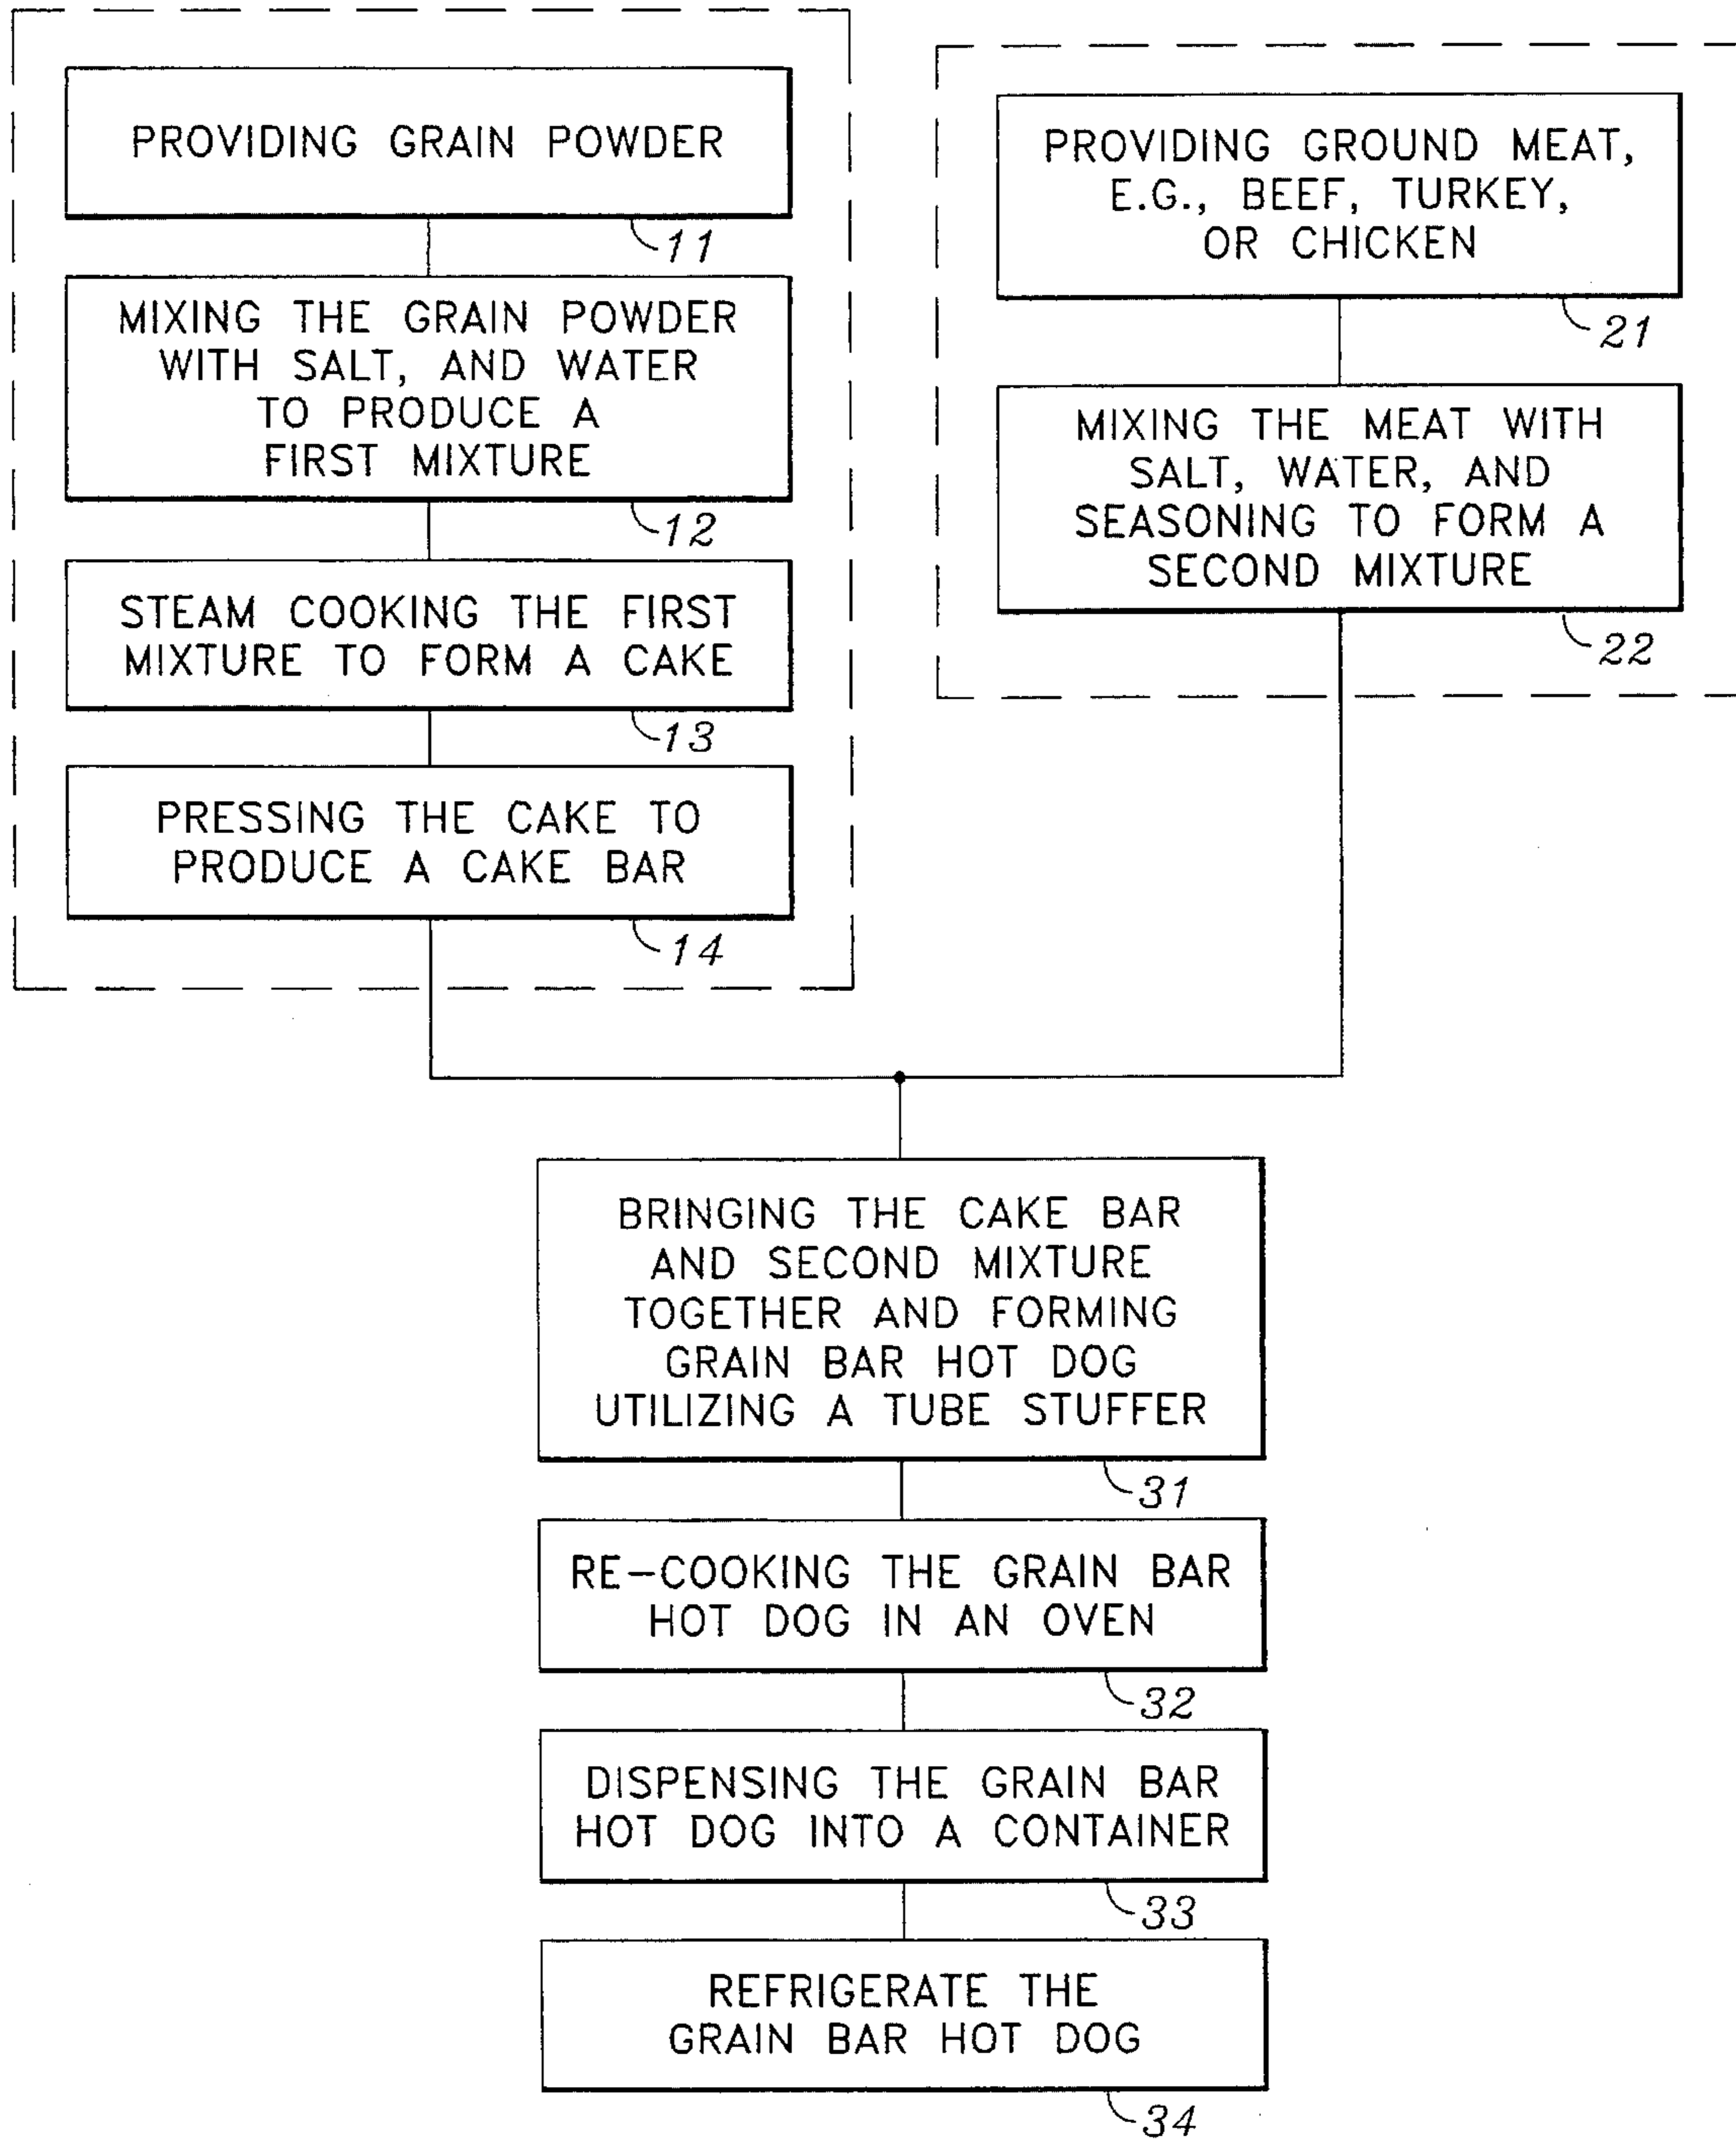 PROVIDING GRAIN POWDER
11
MIXING THE GRAIN POWDER
WITH SALT, AND WATER
TO PRODUCE A
FIRST MIXTURE
12
STEAM COOKING THE FIRST
MIXTURE TO FORM A CAKE
13
PRESSING THE CAKE TO
PRODUCE A CAKE BAR
14
PROVIDING GROUND MEAT,
E.G., BEEF, TURKEY,
OR CHICKEN
21
MIXING THE MEAT WITH
SALT, WATER, AND
SEASONING TO FORM A
SECOND MIXTURE
22
BRINGING THE CAKE BAR
AND SECOND MIXTURE
TOGETHER AND FORMING
GRAIN BAR HOT DOG
UTILIZING A TUBE STUFFER
31
RE-COOKING THE GRAIN BAR
HOT DOG IN AN OVEN
32
DISPENSING THE GRAIN BAR
HOT DOG INTO A CONTAINER
33
REFRIGERATE THE
GRAIN BAR HOT DOG
34